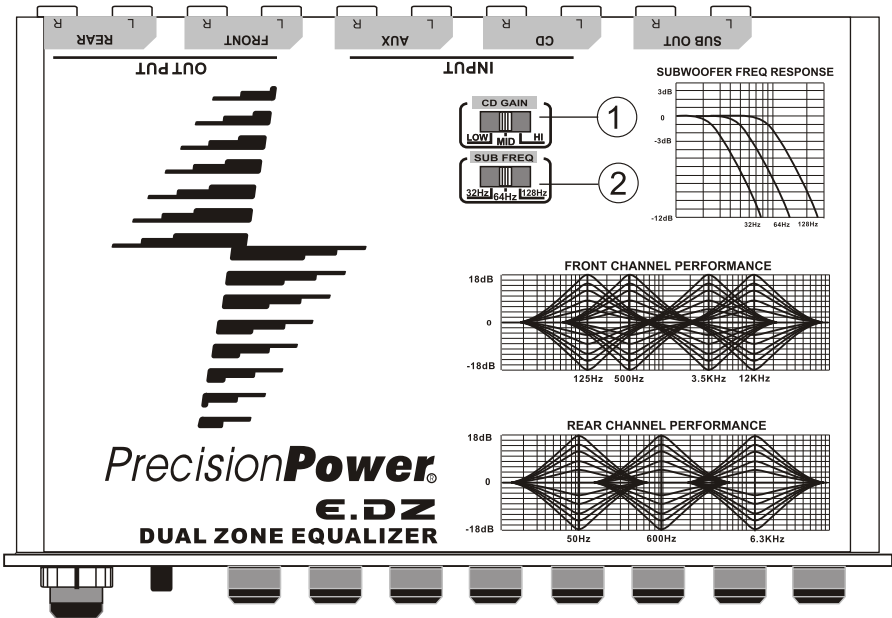 R L R L R L R L R L
REAR FRONT AUX CD SUB OUT
OUTPUT INPUT
SUBWOOFER FREQ RESPONSE
3dB
0
-3dB
-12dB
32Hz 64Hz 128Hz
CD GAIN
LOW MID HI
1
SUB FREQ
32Hz 64Hz 128Hz
2
FRONT CHANNEL PERFORMANCE
18dB
0
-18dB
125Hz 500Hz 3.5KHz 12KHz
REAR CHANNEL PERFORMANCE
18dB
0
-18dB
50Hz 600Hz 6.3KHz
PrecisionPower®
E.DZ
DUAL ZONE EQUALIZER